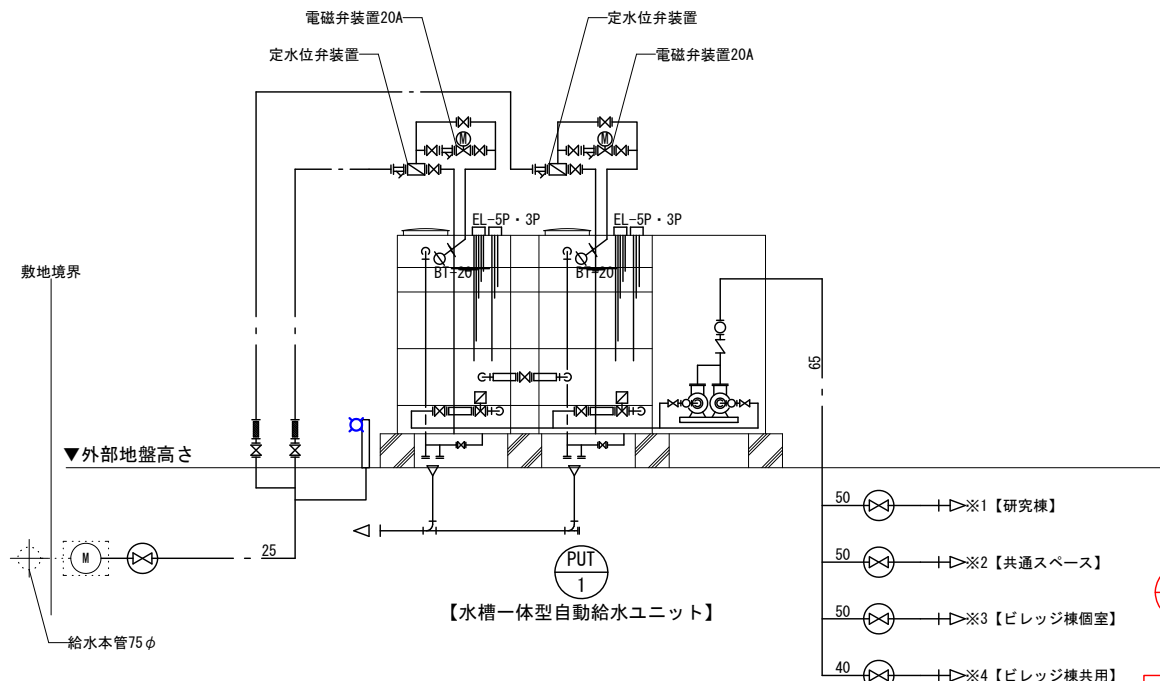 電磁弁装置20A
定水位弁装置
定水位弁装置
電磁弁装置20A
M
M
EL-5P・3P
EL-5P・3P
BT-20
BT-20
敷地境界
65
▼外部地盤高さ
50
※1【研究棟】
M
25
PUT
1
50
※2【共通スペース】
【水槽一体型自動給水ユニット】
50
※3【ビレッジ棟個室】
給水本管75φ
40
※4【ビレッジ棟共用】